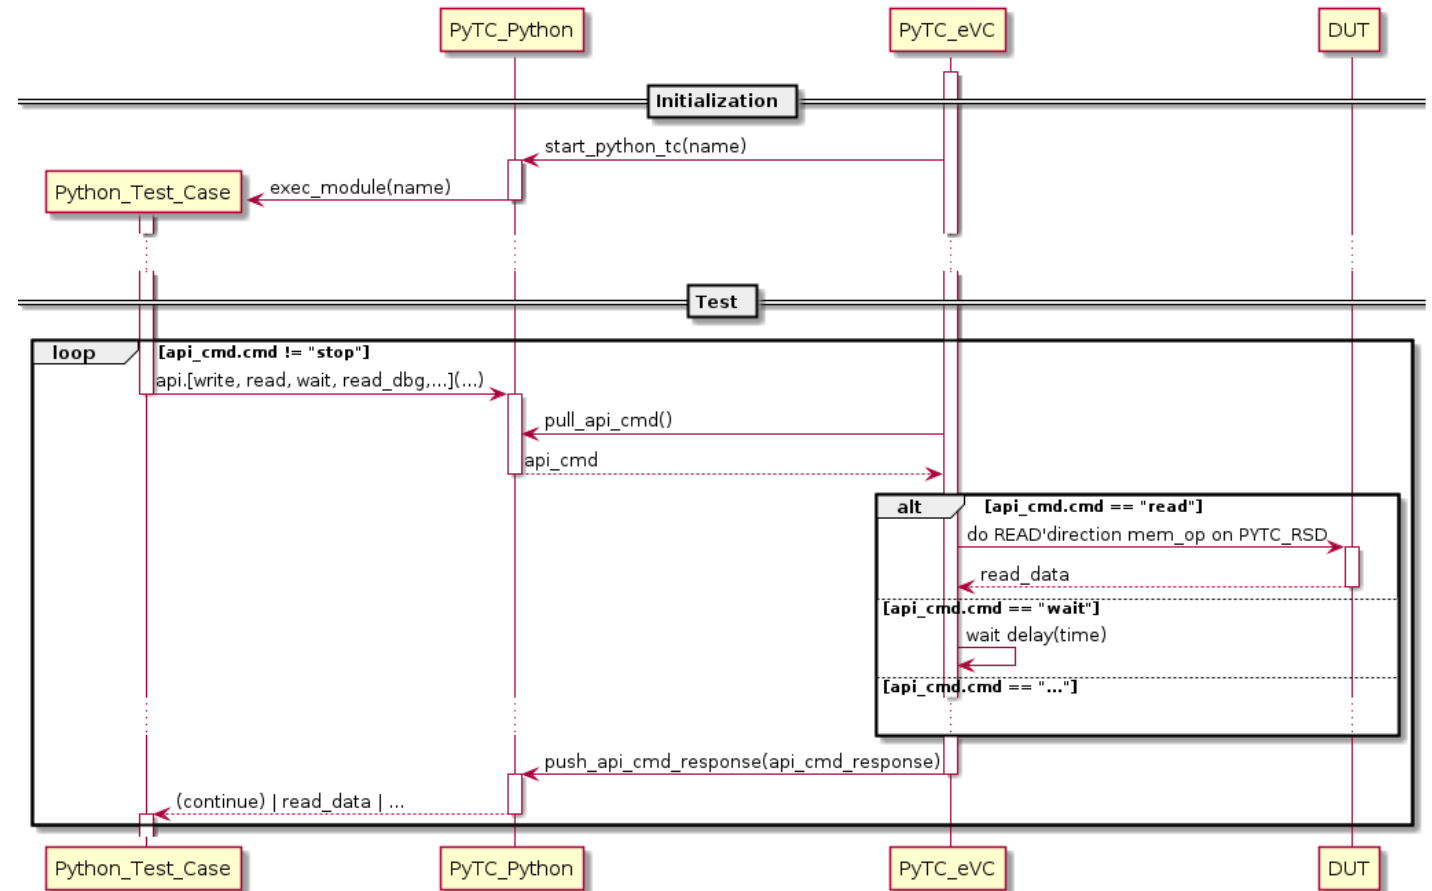 PyTC_Python
PyTC_eVC
DUT
Initialization
start_python_tc(name)
Python_Test_Case
exec_module(name)
Test
loop
[api_cmd.cmd != "stop"]
api.[write, read, wait, read_dbg,...](...)
pull_api_cmd()
api_cmd
alt
[api_cmd.cmd == "read"]
do READ'direction mem_op on PYTC_RSD
read_data
[api_cmd.cmd == "wait"]
wait delay(time)
[api_cmd.cmd == "..."]
push_api_cmd_response(api_cmd_response)
(continue) | read_data | ...
Python_Test_Case
PyTC_Python
PyTC_eVC
DUT